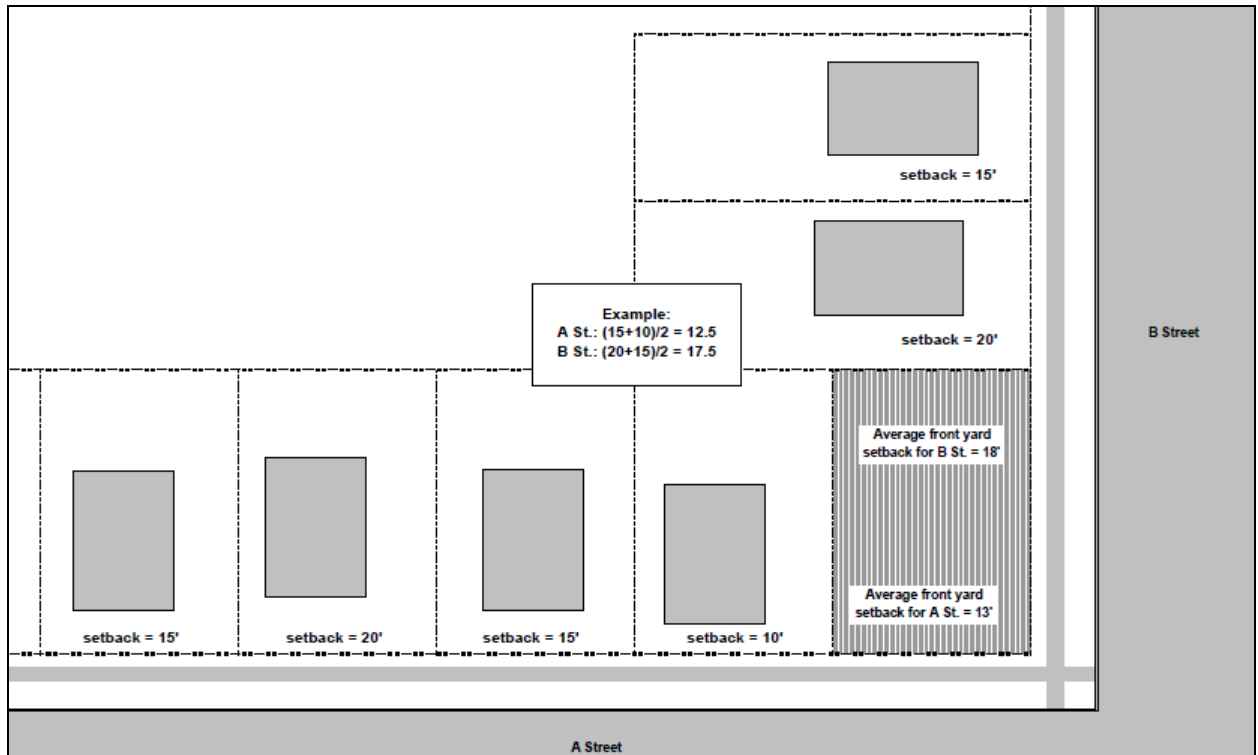 setback = 15'
Example:
A St.: (15+10)/2 = 12.5
B St.: (20+15)/2 = 17.5
setback = 20'
B Street
Average front yard
setback for B St. = 18'
Average front yard
setback for A St. = 13'
setback = 15'
setback = 20'
setback = 15'
setback = 10'
A Street